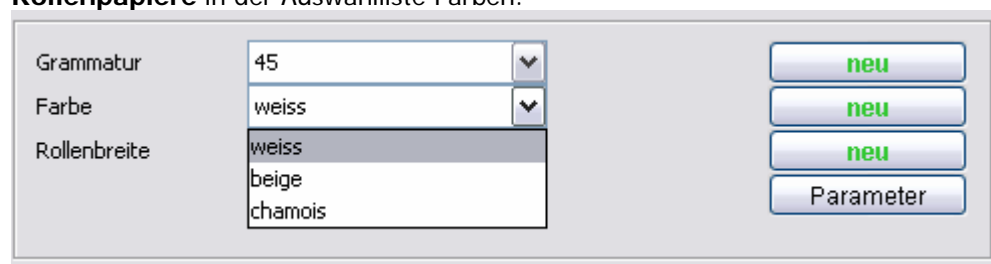 Rollenpapiere in der Auswahlliste Farben.
Grammatur 45 neu
Farbe weiss neu
Rollenbreite weiss neu
beige
chamois
Parameter